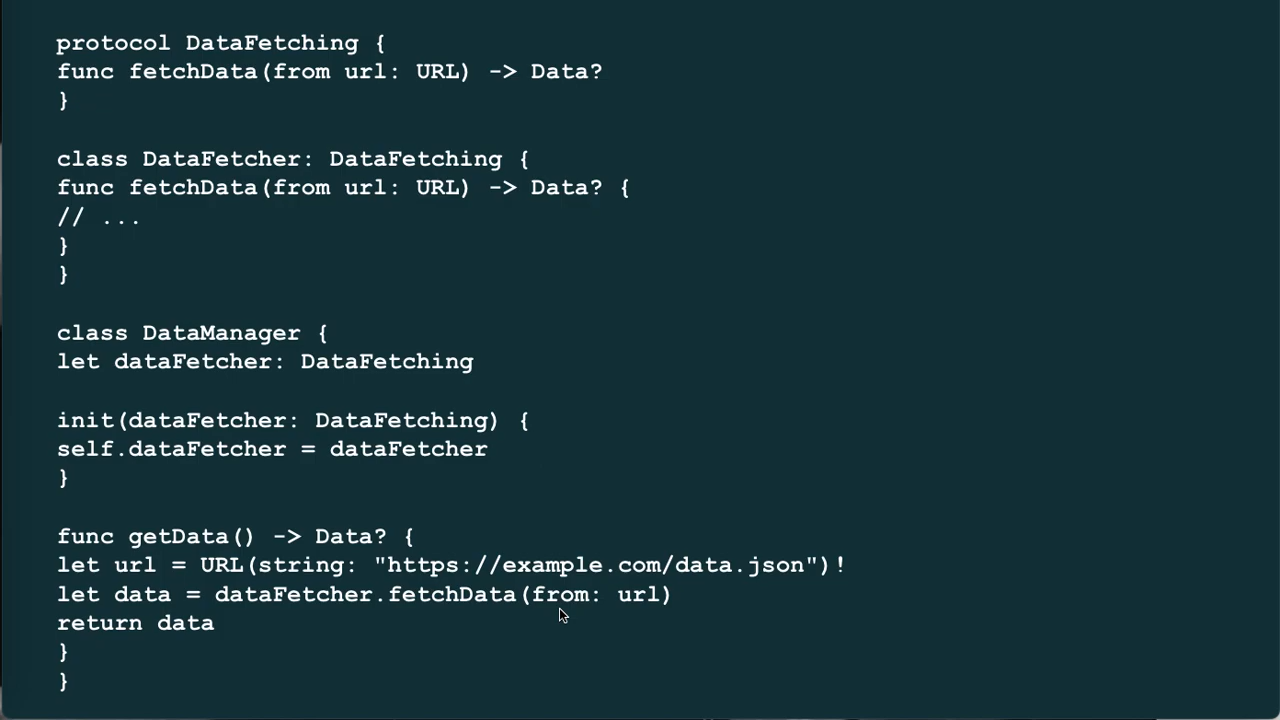 protocol DataFetching {
func fetchData(from url: URL) -> Data?
}
class DataFetcher: DataFetching {
func fetchData(from url: URL) -> Data? {
// ...
}
}
class DataManager {
let dataFetcher: DataFetching
init(dataFetcher: DataFetching) {
self.dataFetcher = dataFetcher
}
func getData() -> Data? {
let url = URL(string: "https://example.com/data.json")!
let data = dataFetcher.fetchData(from: url)
return data
}
}